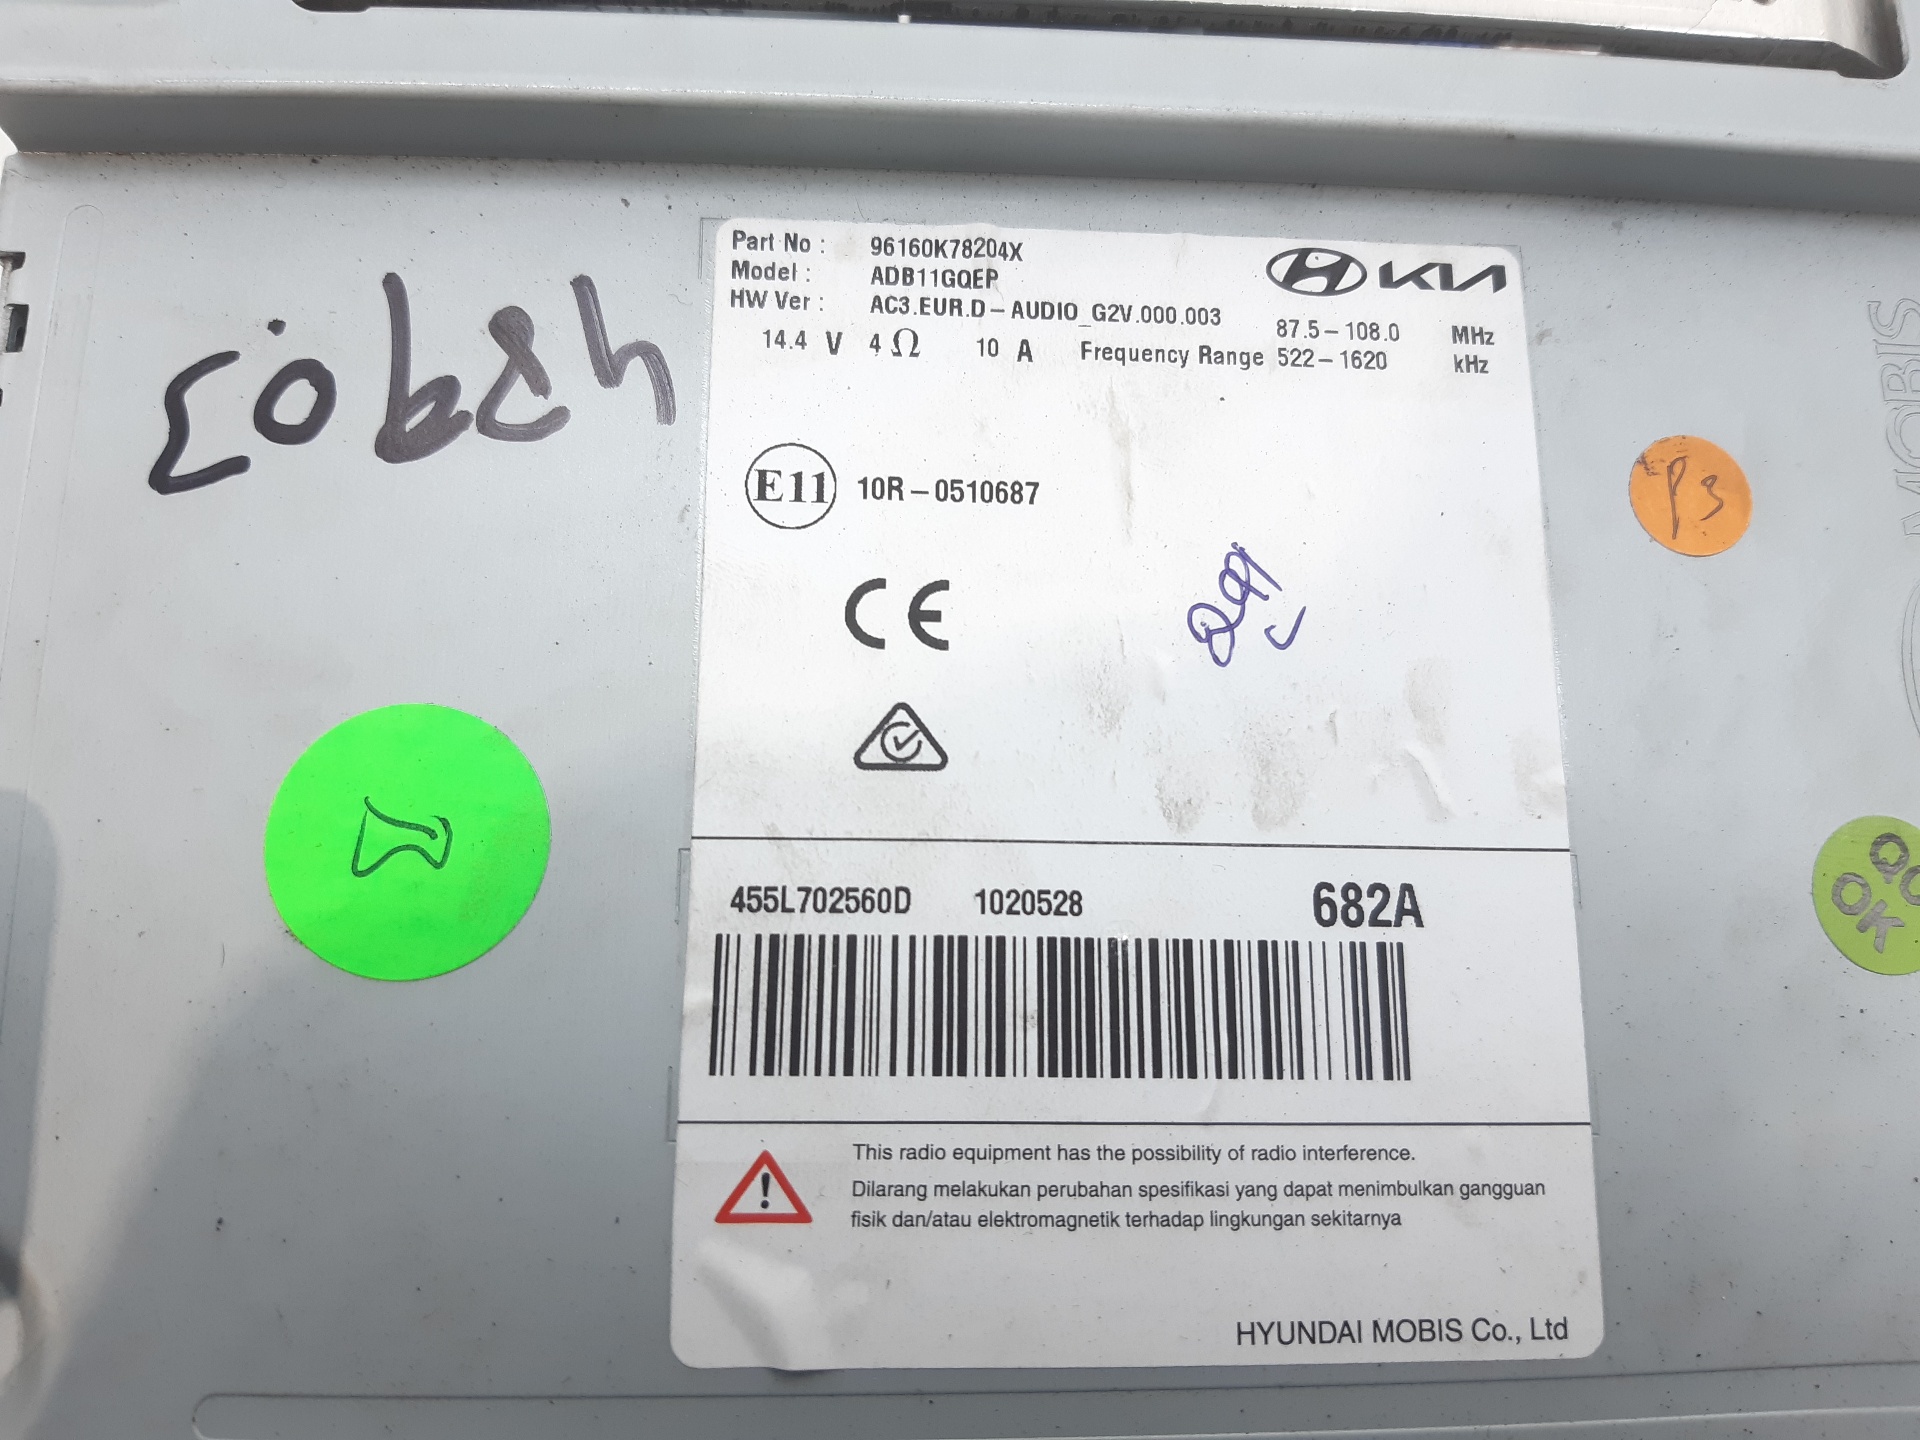 Part No : 96160K78204X
Model : ADB11GQEP
HW Ver : AC3.EUR.D-AUDIO_G2V.000.003
KIA
14.4 V 4Ω 10 A Frequency Range 87.5-108.0 MHz
522-1620 kHz
E11 10R-0510687
CE
P3
MOBIS
455L702560D 1020528 682A
QC
OK
This radio equipment has the possibility of radio interference.
Dilarang melakukan perubahan spesifikasi yang dapat menimbulkan gangguan
fisik dan/atau elektromagnetik terhadap lingkungan sekitarnya
HYUNDAI MOBIS Co., Ltd